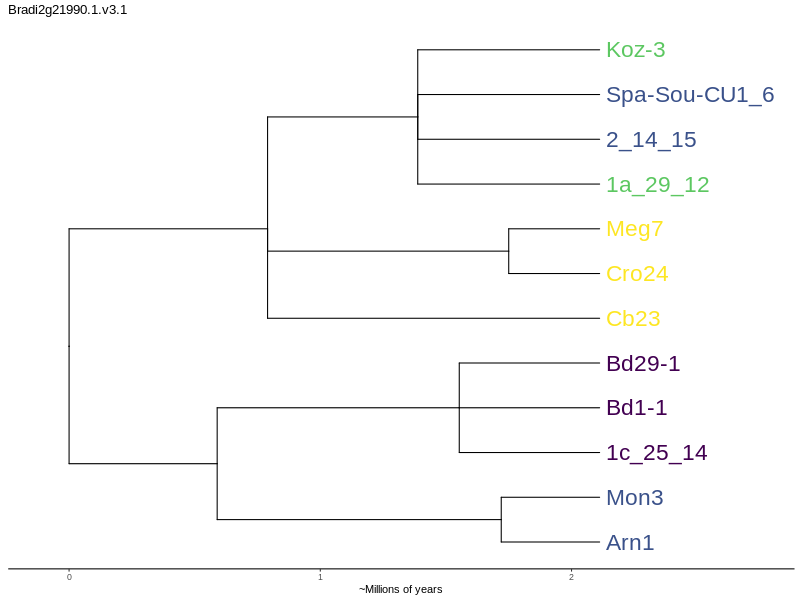 Bradi2g21990.1.v3.1
Koz-3
Spa-Sou-CU1_6
2_14_15
1a_29_12
Meg7
Cro24
Cb23
Bd29-1
Bd1-1
1c_25_14
Mon3
Arn1
0 1 2
~Millions of years